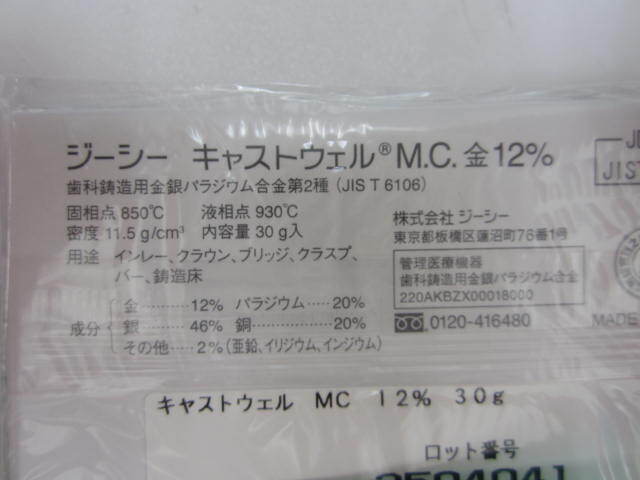 ジーシー キャストウェル®M.C. 金12%
歯科鋳造用金銀パラジウム合金第2種 (JIS T 6106)
固相点 850℃ 液相点 930℃
密度 11.5 g/cm³ 内容量 30 g入
用途 インレー、クラウン、ブリッジ、クラスプ、
バー、鋳造床
成分
金……12% パラジウム……20%
銀……46% 銅……20%
その他……2% (亜鉛、イリジウム、インジウム)
株式会社 ジーシー
東京都板橋区蓮沼町76番1号
管理医療機器
歯科鋳造用金銀パラジウム合金
220AKBZX00018000
0120-416480
JIS
MADE
キャストウェル MC 12% 30g
ロット番号